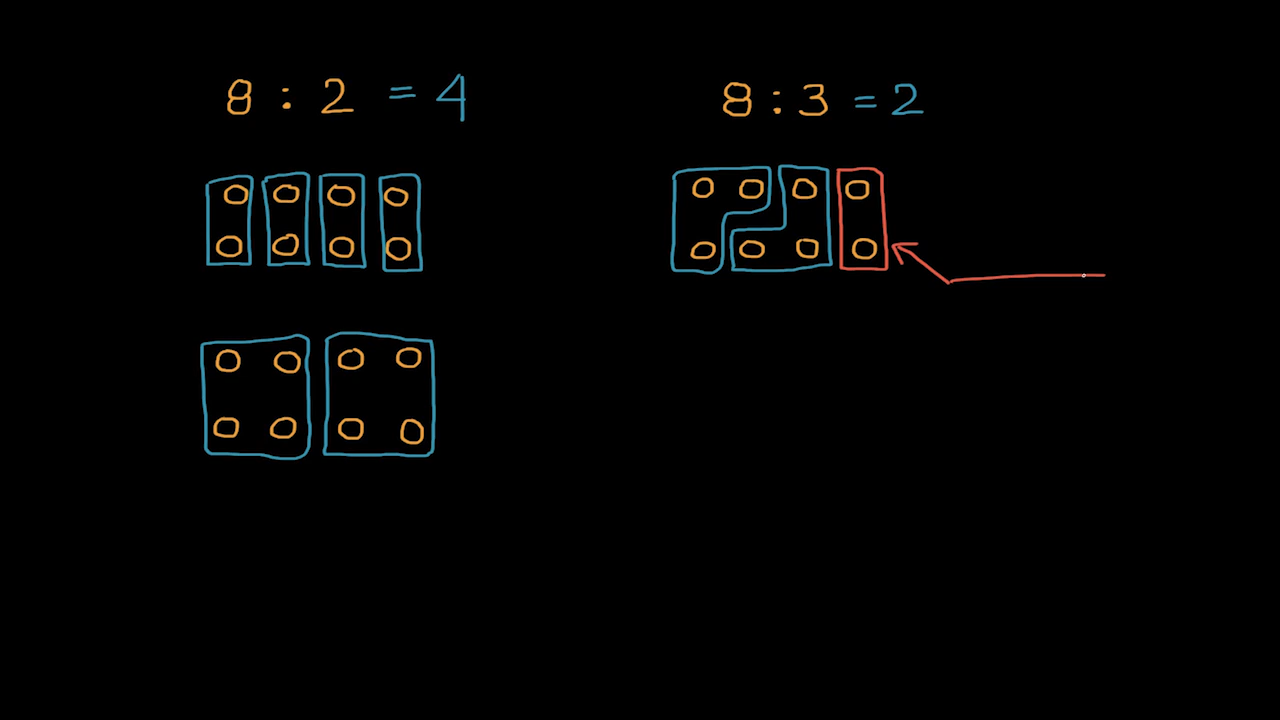 8 : 2 = 4
8 : 3 = 2